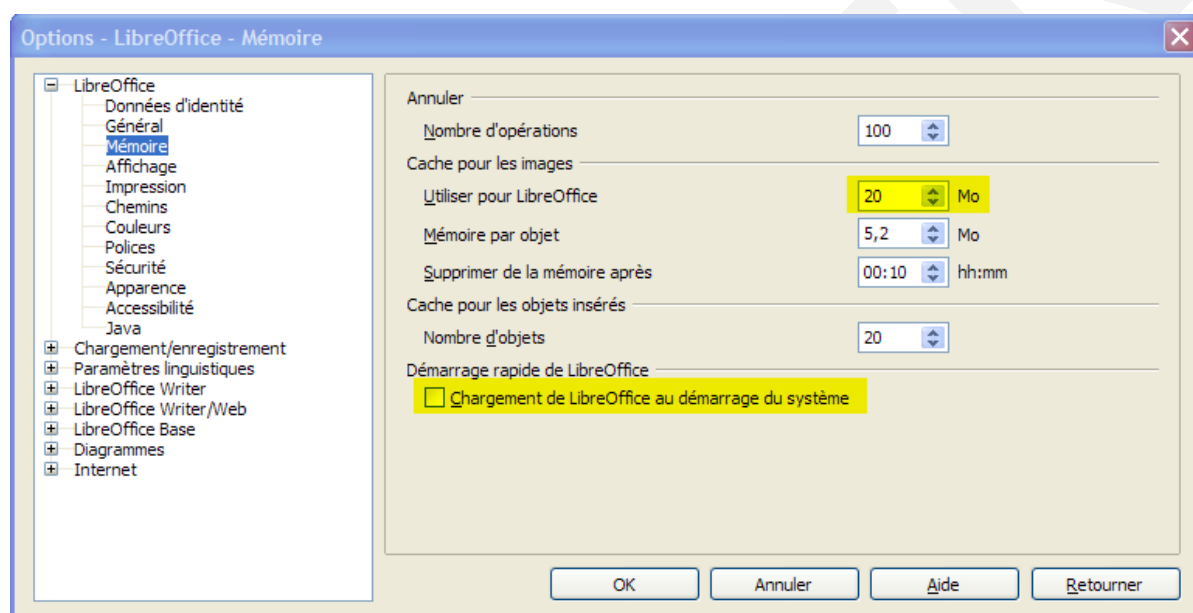 Options - LibreOffice - Mémoire
LibreOffice
Données d'identité
Général
Mémoire
Affichage
Impression
Chemins
Couleurs
Polices
Sécurité
Apparence
Accessibilité
Java
Chargement/enregistrement
Paramètres linguistiques
LibreOffice Writer
LibreOffice Writer/Web
LibreOffice Base
Diagrammes
Internet
Annuler
Nombre d'opérations 100
Cache pour les images
Utiliser pour LibreOffice 20 Mo
Mémoire par objet 5,2 Mo
Supprimer de la mémoire après 00:10 hh:mm
Cache pour les objets insérés
Nombre d'objets 20
Démarrage rapide de LibreOffice
Chargement de LibreOffice au démarrage du système
OK Annuler Aide Retourner